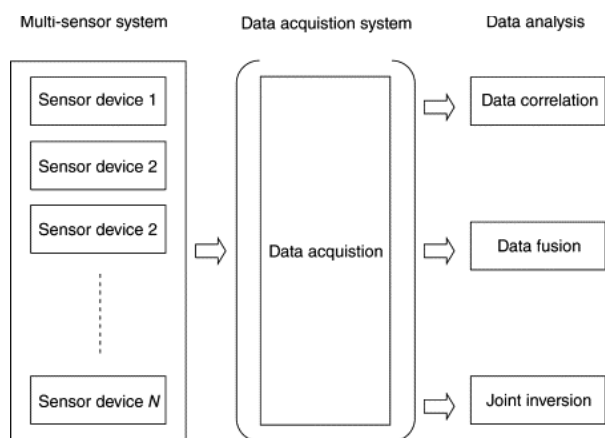 Multi-sensor system
Data acquistion system
Data analysis
Sensor device 1
Sensor device 2
Sensor device 2
Sensor device N
Data acquistion
Data correlation
Data fusion
Joint inversion